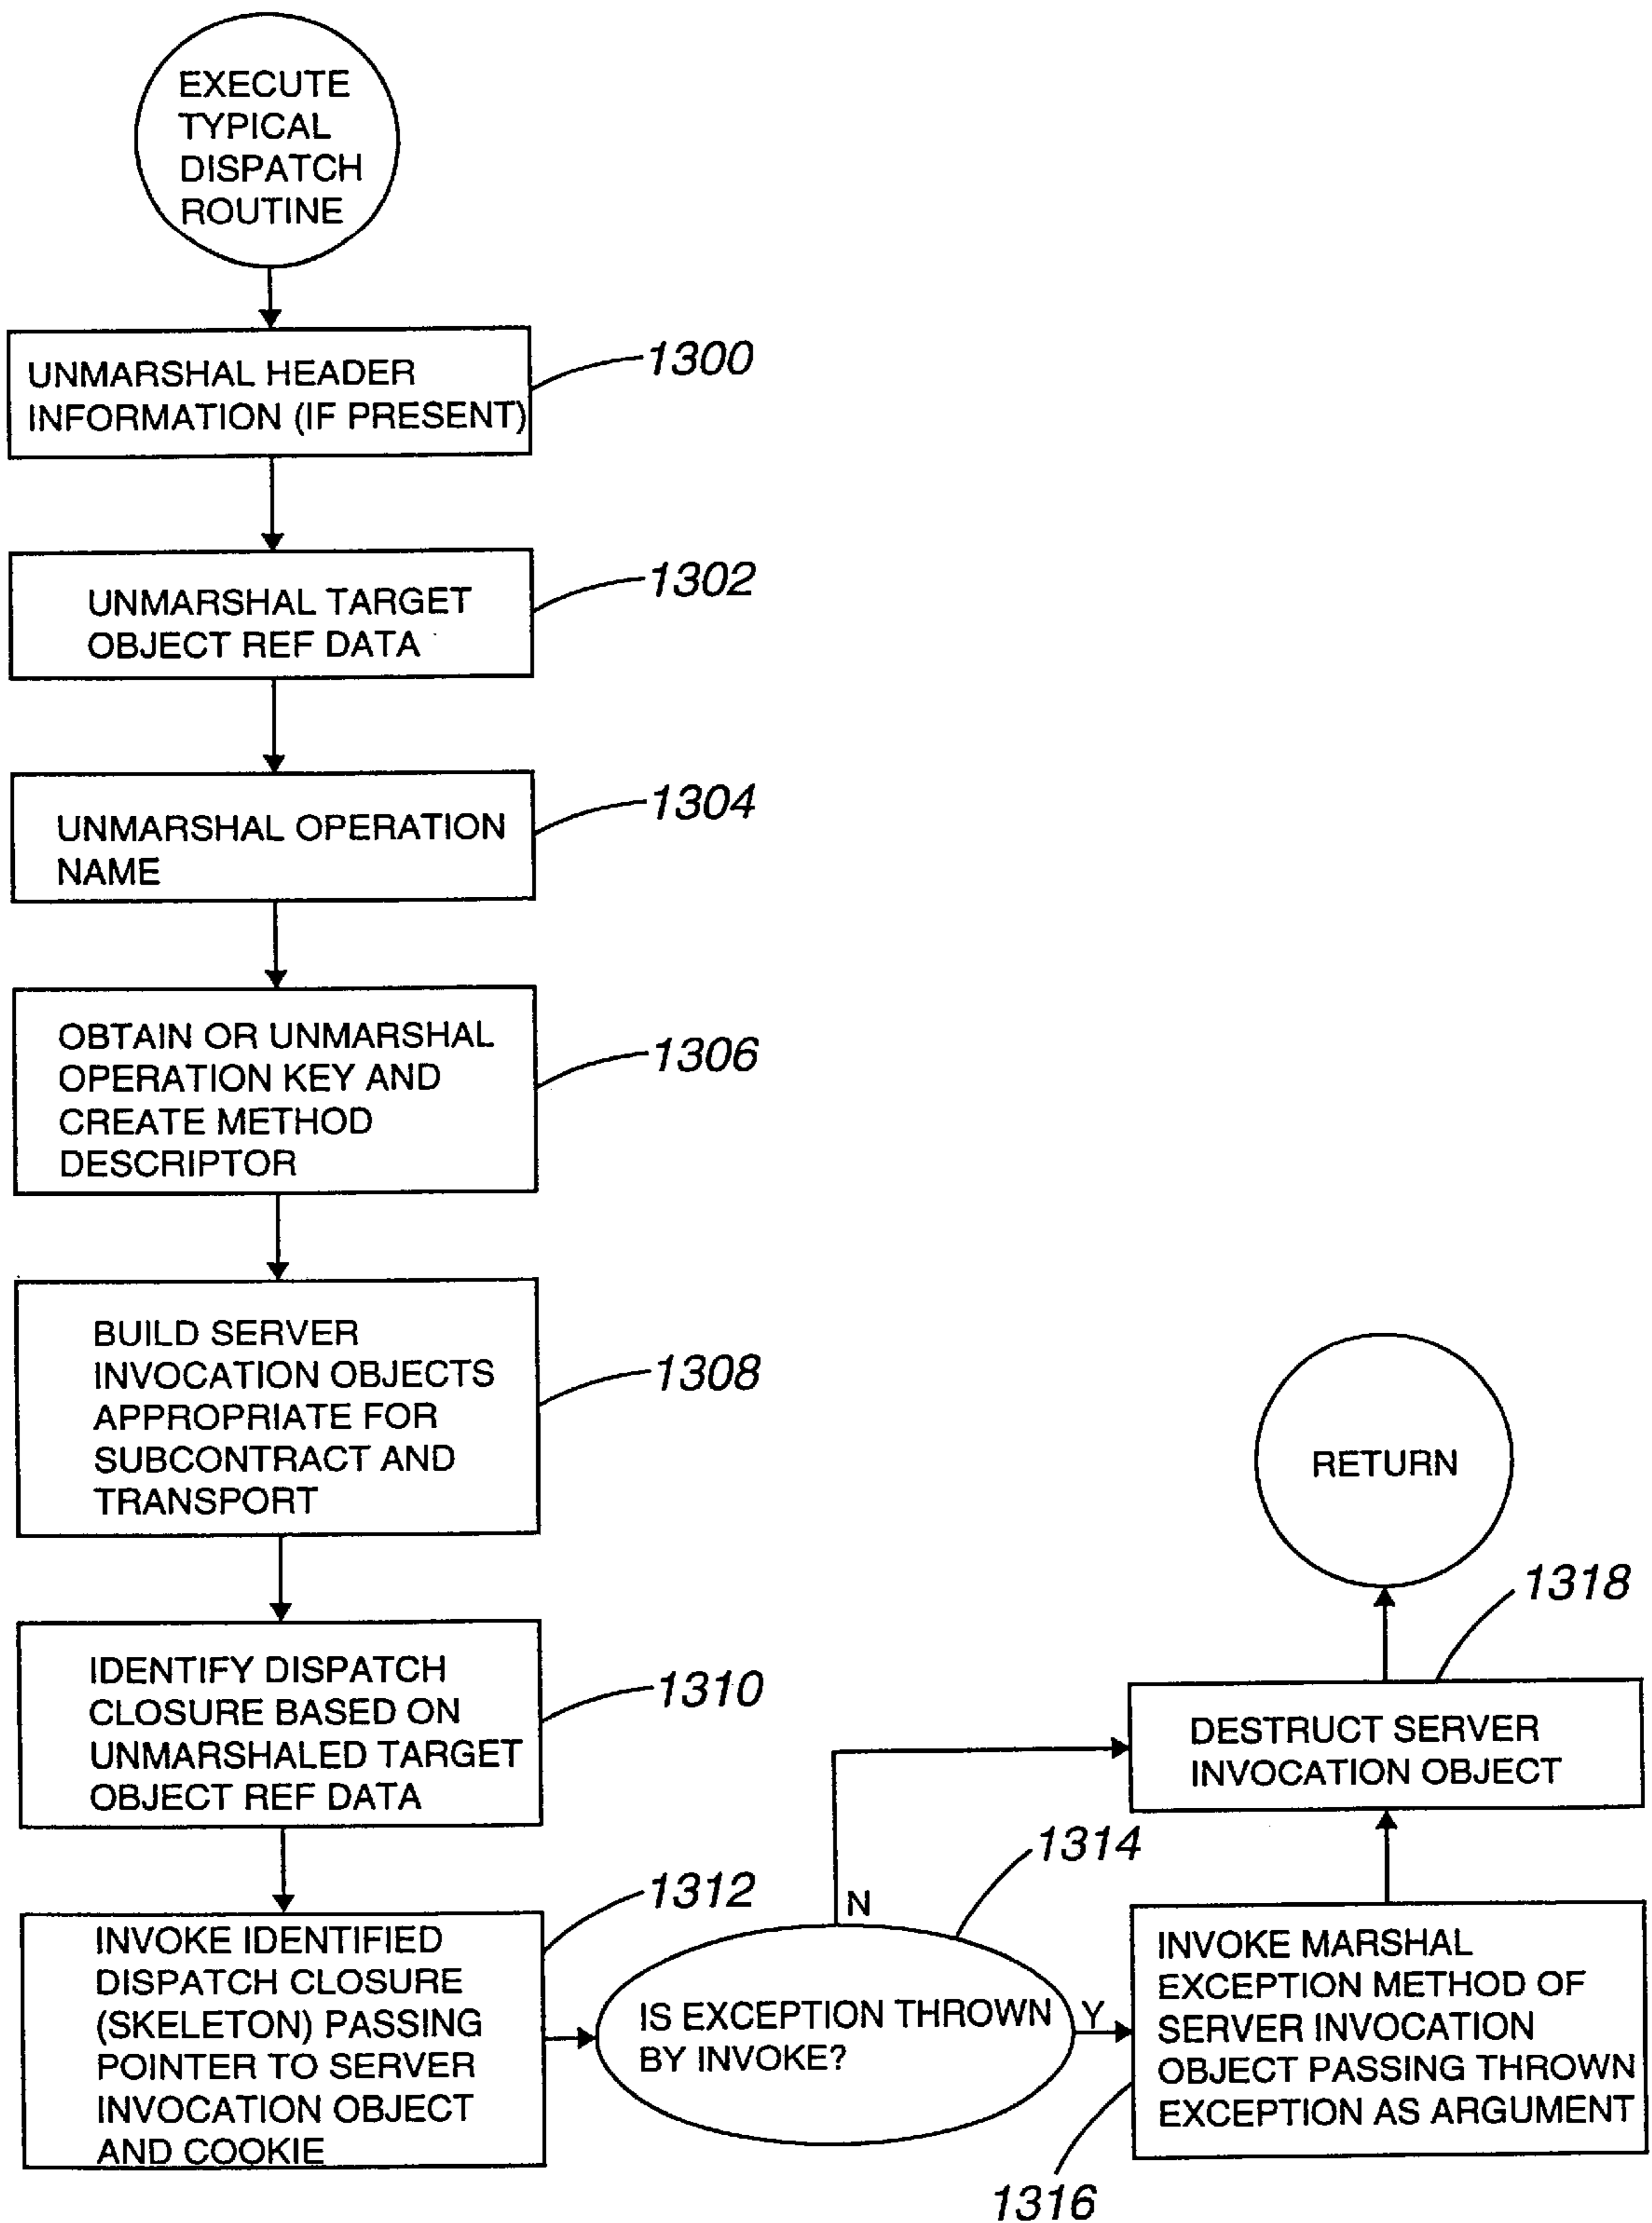 EXECUTE
TYPICAL
DISPATCH
ROUTINE
UNMARSHAL HEADER
INFORMATION (IF PRESENT)
1300
UNMARSHAL TARGET
OBJECT REF DATA
1302
UNMARSHAL OPERATION
NAME
1304
OBTAIN OR UNMARSHAL
OPERATION KEY AND
CREATE METHOD
DESCRIPTOR
1306
BUILD SERVER
INVOCATION OBJECTS
APPROPRIATE FOR
SUBCONTRACT AND
TRANSPORT
1308
IDENTIFY DISPATCH
CLOSURE BASED ON
UNMARSHALED TARGET
OBJECT REF DATA
1310
INVOKE IDENTIFIED
DISPATCH CLOSURE
(SKELETON) PASSING
POINTER TO SERVER
INVOCATION OBJECT
AND COOKIE
1312
IS EXCEPTION THROWN
BY INVOKE?
1314
N
Y
INVOKE MARSHAL
EXCEPTION METHOD OF
SERVER INVOCATION
OBJECT PASSING THROWN
EXCEPTION AS ARGUMENT
1316
DESTRUCT SERVER
INVOCATION OBJECT
1318
RETURN